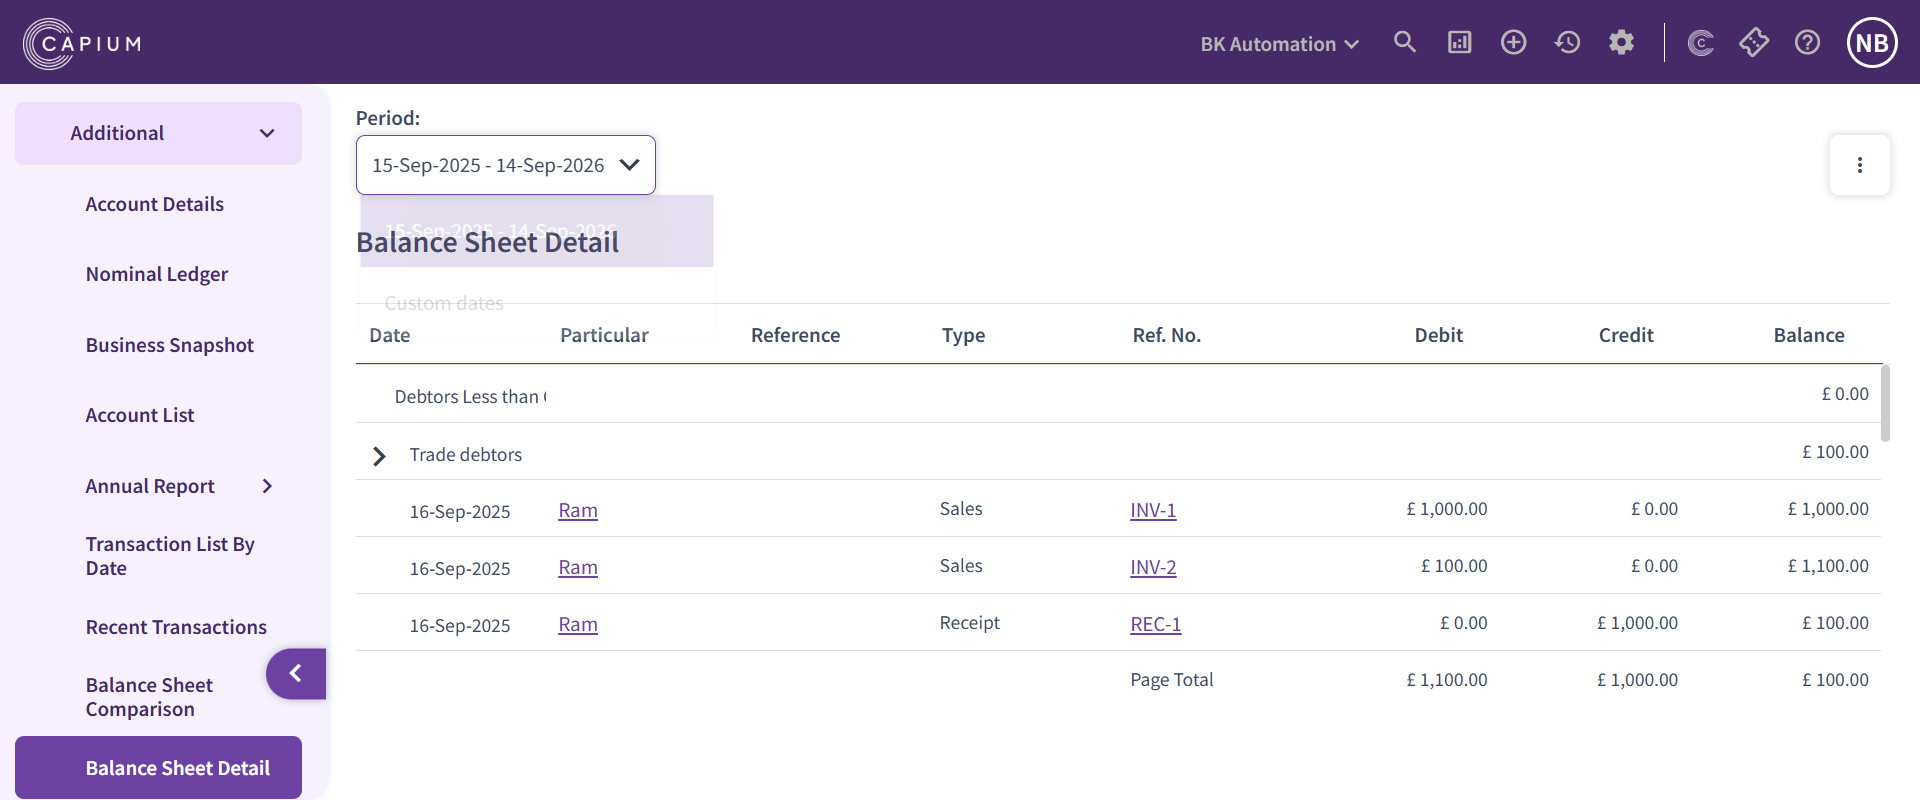 CAPIUM
BK Automation
NB
Additional
Account Details
Nominal Ledger
Business Snapshot
Account List
Annual Report
Transaction List By
Date
Recent Transactions
Balance Sheet
Comparison
Balance Sheet Detail
Period:
15-Sep-2025 - 14-Sep-2026
15-Sep-2025 - 14-Sep-2026
Balance Sheet Detail
Custom dates
Date Particular Reference Type Ref. No. Debit Credit Balance
Debtors Less than £ 0.00
Trade debtors £ 100.00
16-Sep-2025 Ram Sales INV-1 £ 1,000.00 £ 0.00 £ 1,000.00
16-Sep-2025 Ram Sales INV-2 £ 100.00 £ 0.00 £ 1,100.00
16-Sep-2025 Ram Receipt REC-1 £ 0.00 £ 1,000.00 £ 100.00
Page Total £ 1,100.00 £ 1,000.00 £ 100.00